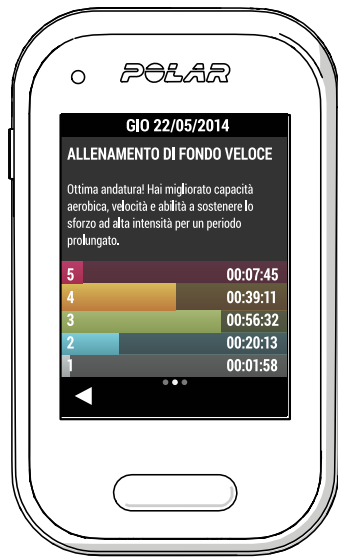 POLAR
GIO 22/05/2014
ALLENAMENTO DI FONDO VELOCE
Ottima andatura! Hai migliorato capacità
aerobica, velocità e abilità a sostenere lo
sforzo ad alta intensità per un periodo
prolungato.
5 00:07:45
4 00:39:11
3 00:56:32
2 00:20:13
1 00:01:58